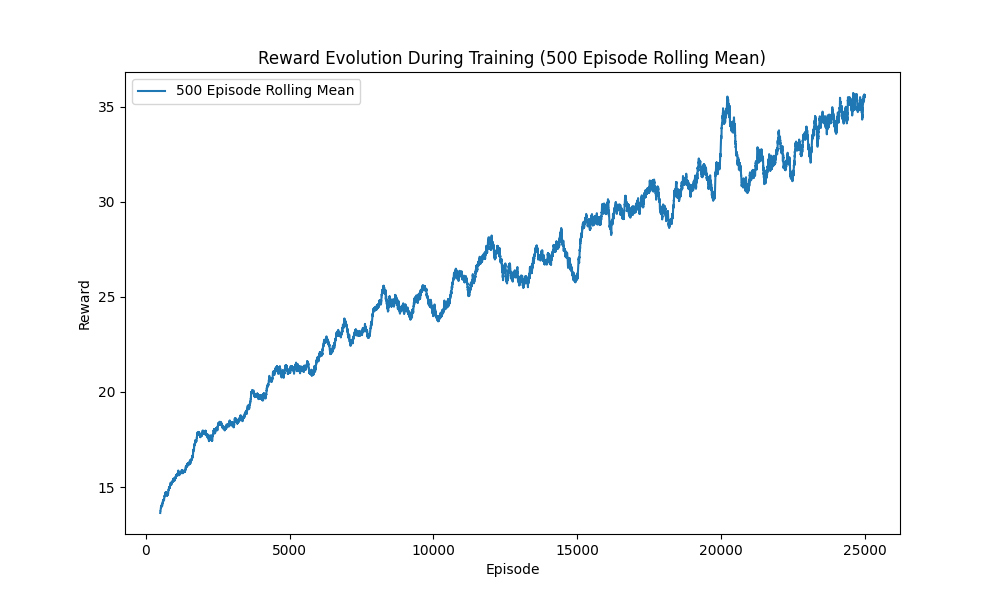 Reward Evolution During Training (500 Episode Rolling Mean)
500 Episode Rolling Mean
35
30
25
20
15
Reward
0 5000 10000 15000 20000 25000
Episode